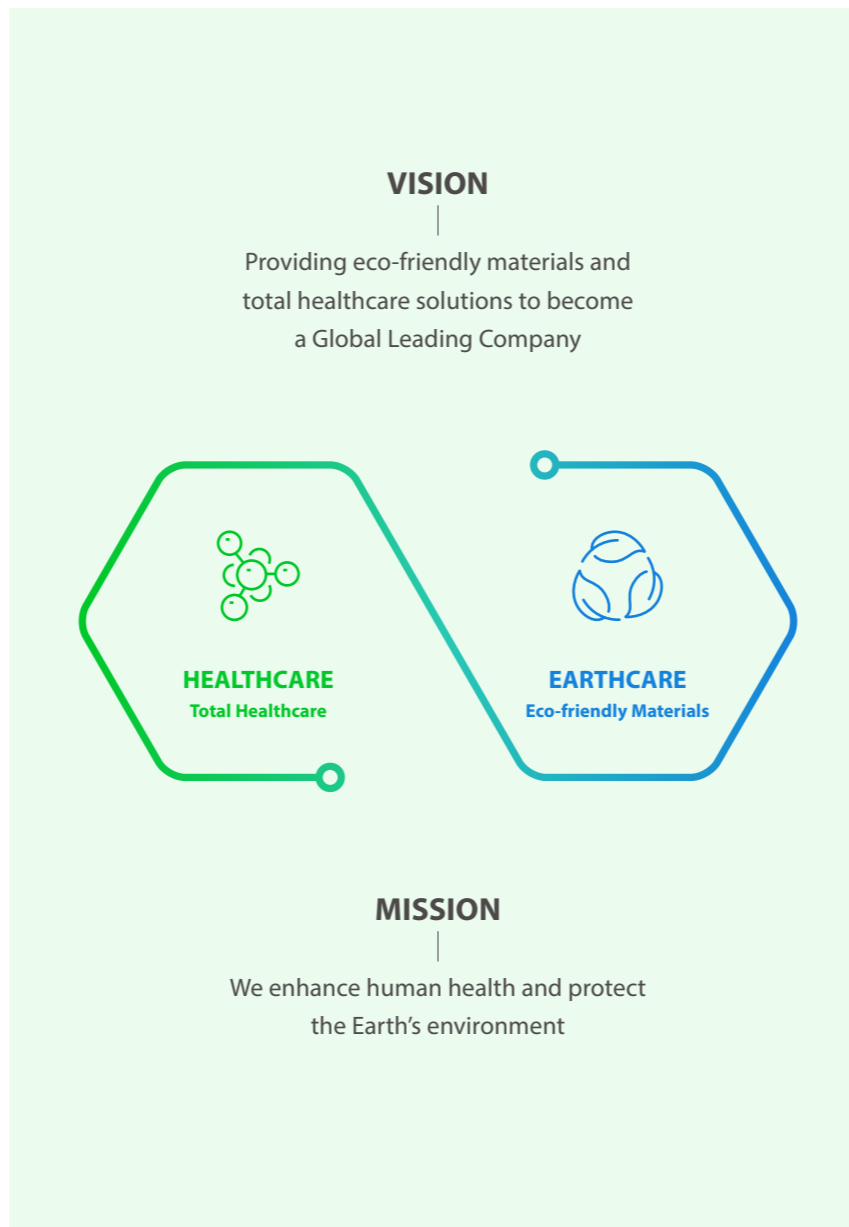 VISION
Providing eco-friendly materials and
total healthcare solutions to become
a Global Leading Company
HEALTHCARE
Total Healthcare
EARTHCARE
Eco-friendly Materials
MISSION
We enhance human health and protect
the Earth’s environment